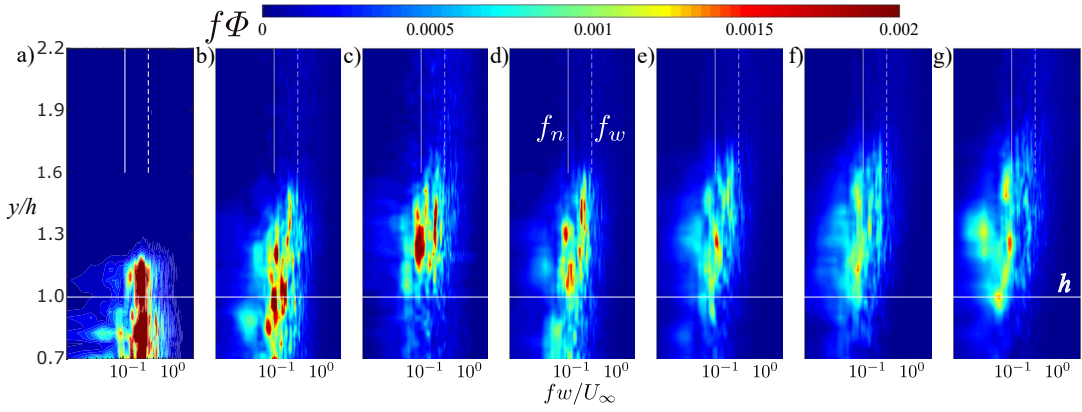 fΦ
0 0.0005 0.001 0.0015 0.002
a) b) c) d) e) f) g)
2.2
1.9
1.6
1.3
1.0
0.7
y/h
f_n f_w
h
10^-1 10^0 10^-1 10^0 10^-1 10^0 10^-1 10^0 10^-1 10^0 10^-1 10^0 10^-1 10^0
fw/U_∞